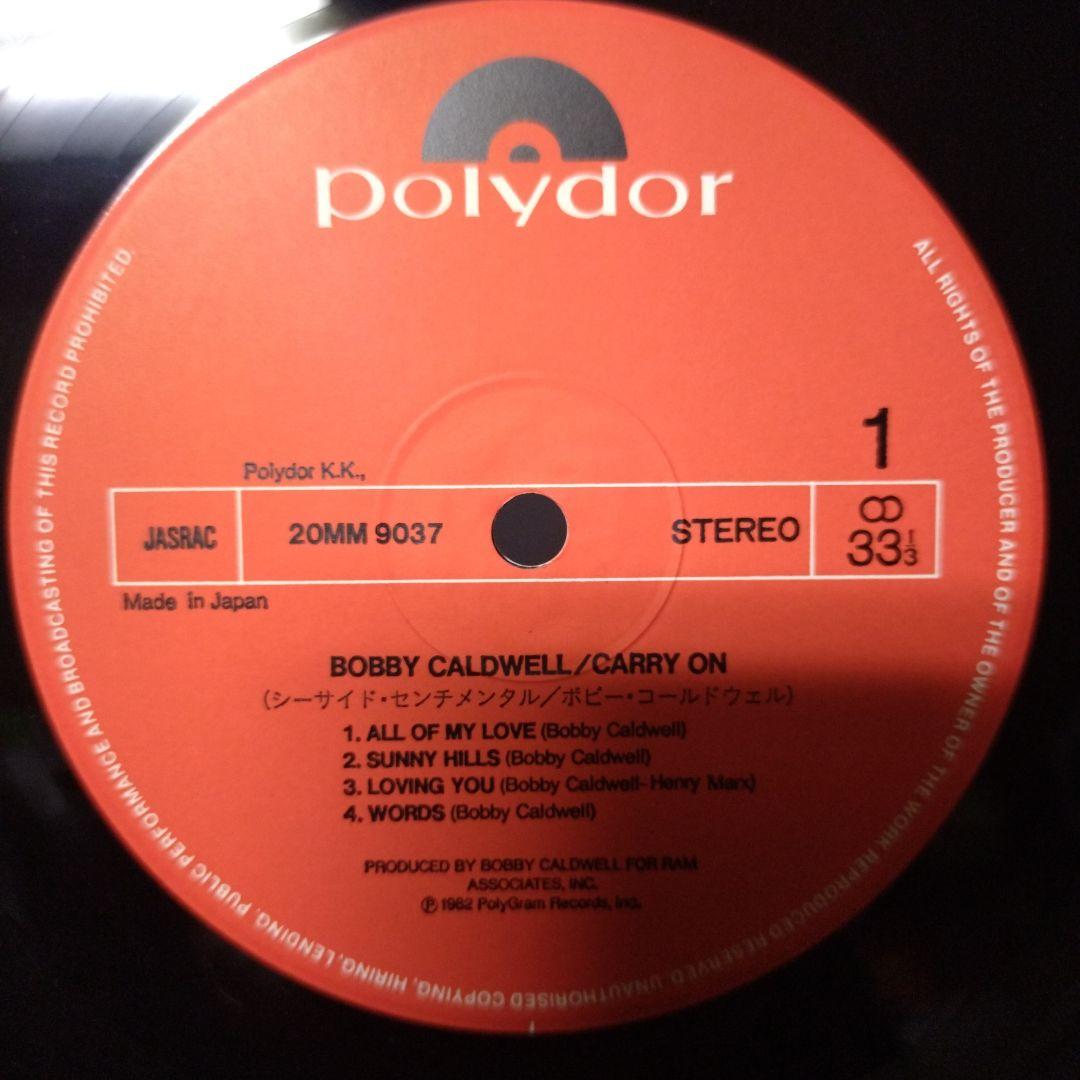 polydor
ALL RIGHTS OF THE PRODUCER AND OF THE OWNER OF THE WORK REPRODUCED RESERVED. UNAUTHORISED COPYING, HIRING, LENDING, PUBLIC PERFORMANCE AND BROADCASTING OF THIS RECORD PROHIBITED.
1
Polydor K.K.,
JASRAC
20MM 9037
STEREO
33 1/3
Made in Japan
BOBBY CALDWELL/CARRY ON
(シーサイド・センチメンタル/ボビー・コールドウェル)
1. ALL OF MY LOVE (Bobby Caldwell)
2. SUNNY HILLS (Bobby Caldwell)
3. LOVING YOU (Bobby Caldwell-Henry Marx)
4. WORDS (Bobby Caldwell)
PRODUCED BY BOBBY CALDWELL FOR RAM
ASSOCIATES, INC.
Ⓟ 1982 PolyGram Records, Inc.